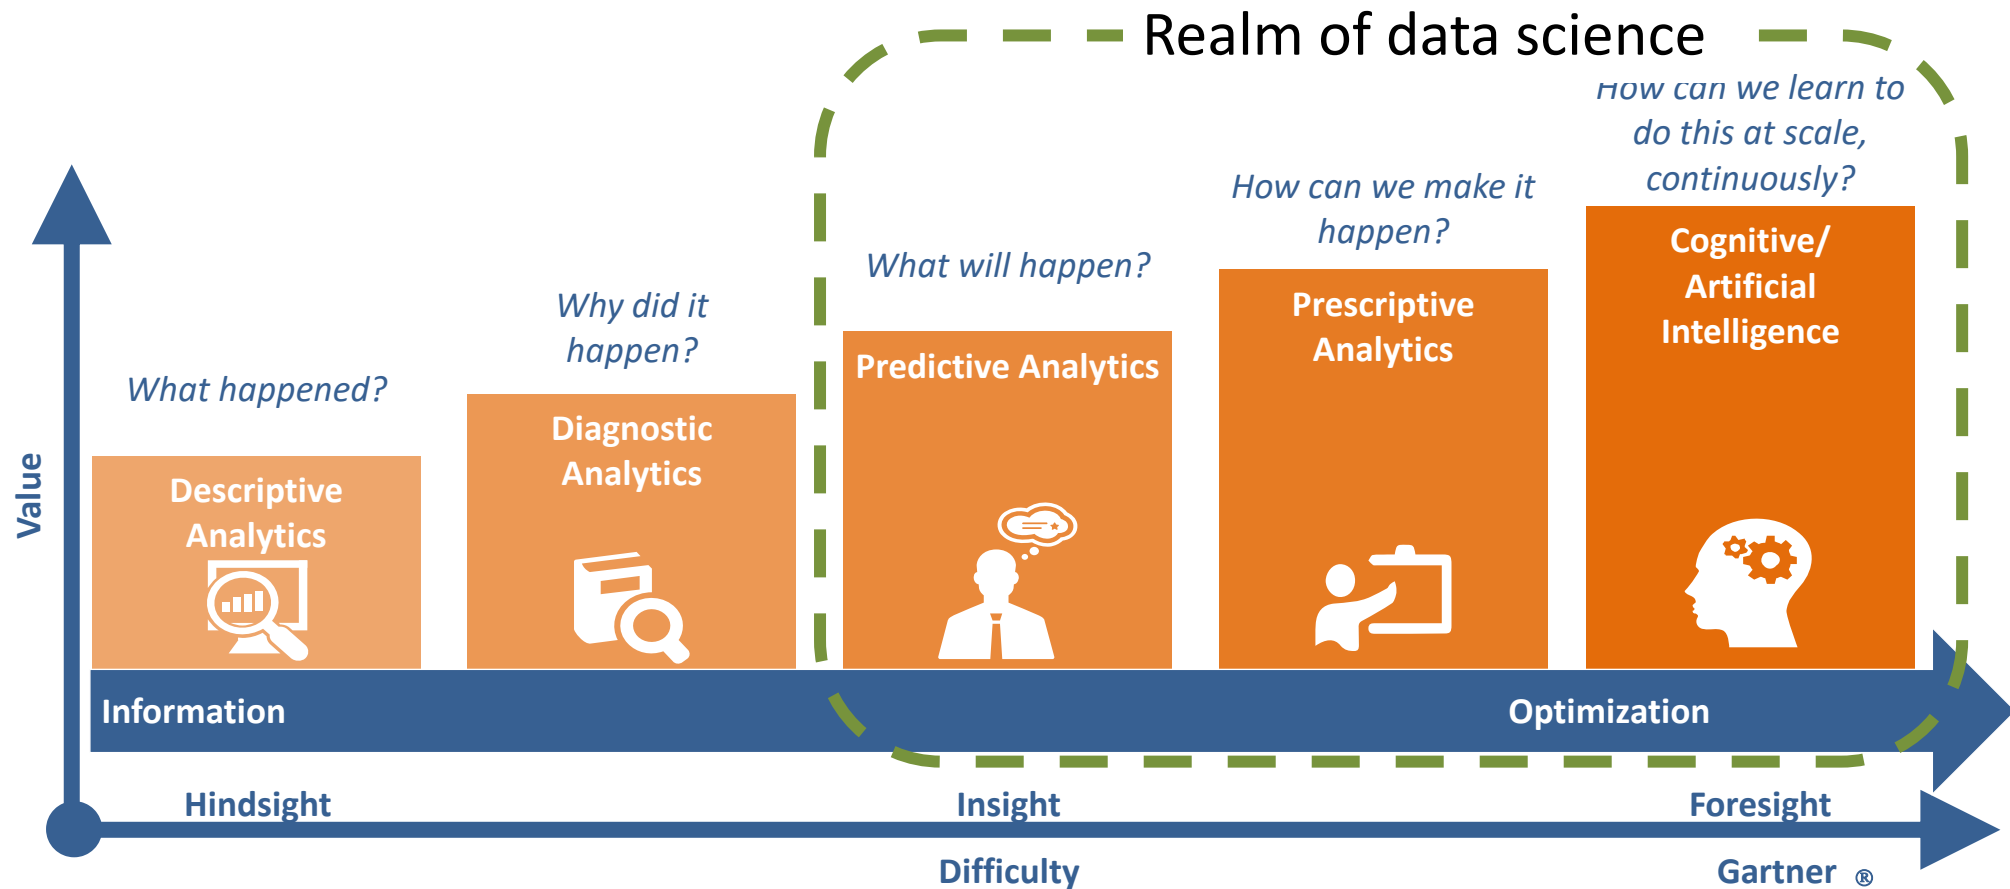 Realm of data science
How can we learn to
do this at scale,
continuously?
How can we make it
happen?
What will happen?
Why did it
happen?
What happened?
Cognitive/
Artificial
Intelligence
Prescriptive
Analytics
Predictive Analytics
Diagnostic
Analytics
Descriptive
Analytics
Value
Information
Optimization
Hindsight
Insight
Foresight
Difficulty
Gartner ®